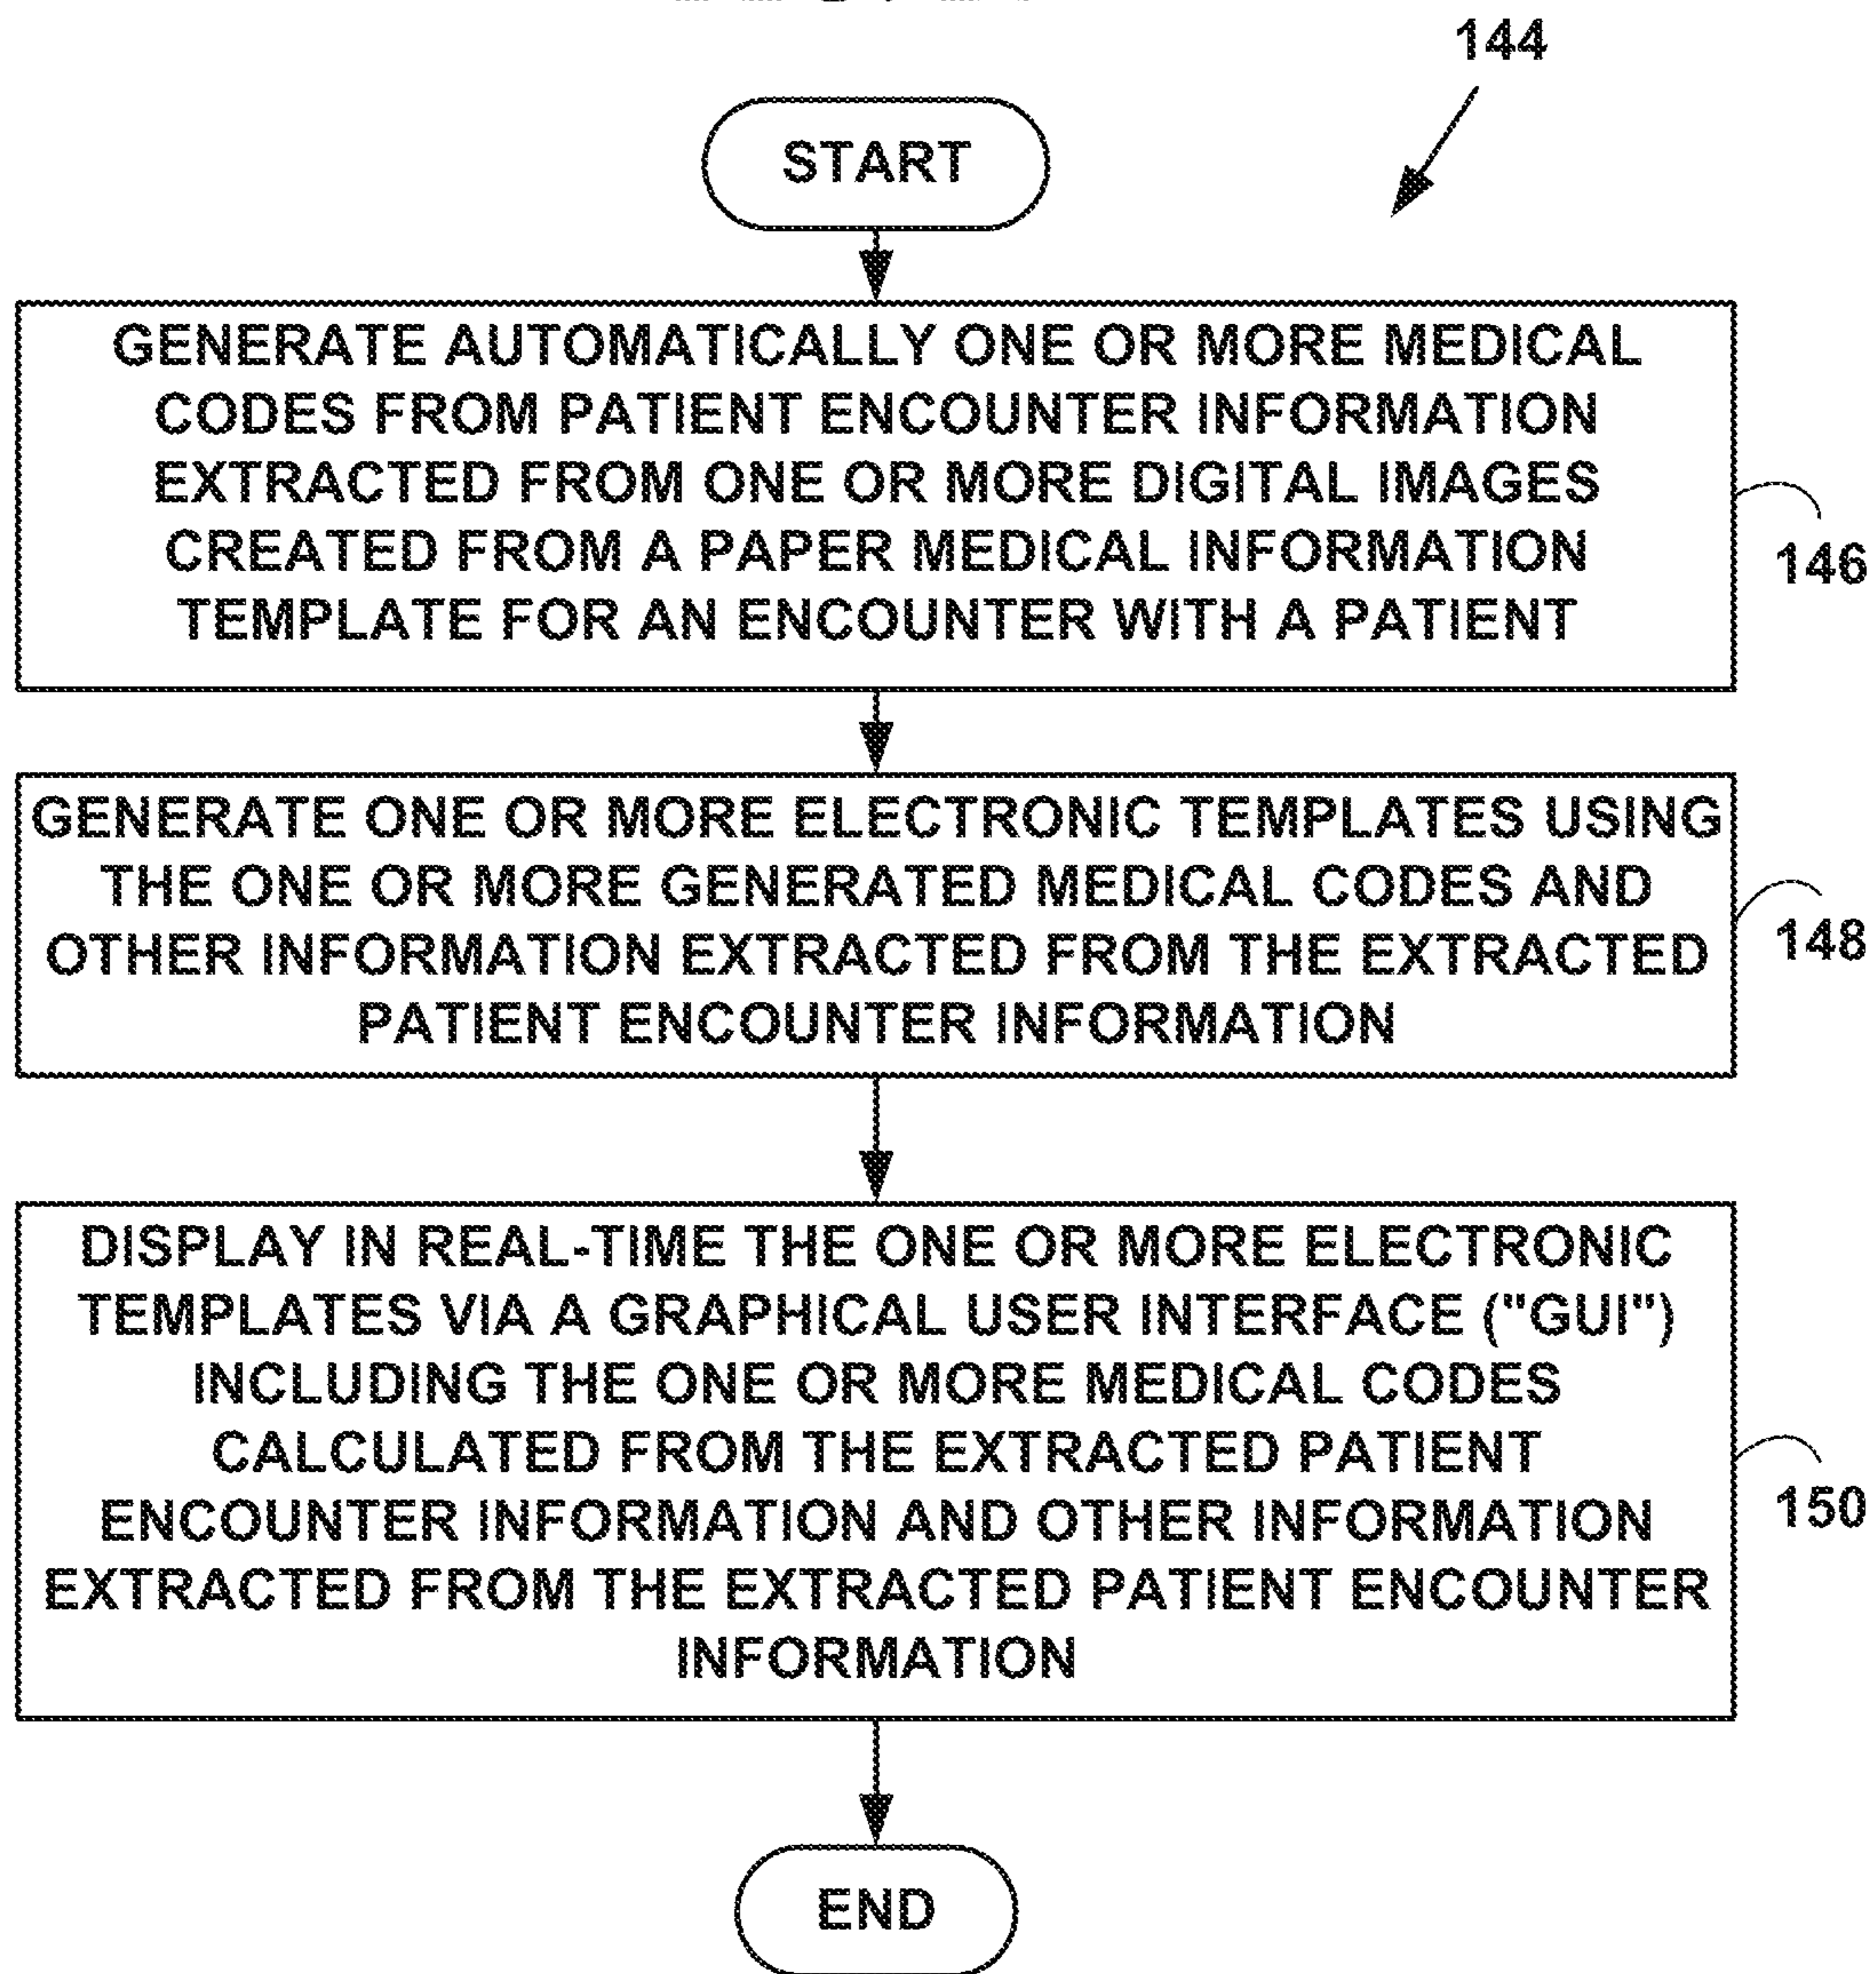 144
START
GENERATE AUTOMATICALLY ONE OR MORE MEDICAL
CODES FROM PATIENT ENCOUNTER INFORMATION
EXTRACTED FROM ONE OR MORE DIGITAL IMAGES
CREATED FROM A PAPER MEDICAL INFORMATION
TEMPLATE FOR AN ENCOUNTER WITH A PATIENT
146
GENERATE ONE OR MORE ELECTRONIC TEMPLATES USING
THE ONE OR MORE GENERATED MEDICAL CODES AND
OTHER INFORMATION EXTRACTED FROM THE EXTRACTED
PATIENT ENCOUNTER INFORMATION
148
DISPLAY IN REAL-TIME THE ONE OR MORE ELECTRONIC
TEMPLATES VIA A GRAPHICAL USER INTERFACE ("GUI")
INCLUDING THE ONE OR MORE MEDICAL CODES
CALCULATED FROM THE EXTRACTED PATIENT
ENCOUNTER INFORMATION AND OTHER INFORMATION
EXTRACTED FROM THE EXTRACTED PATIENT ENCOUNTER
INFORMATION
150
END